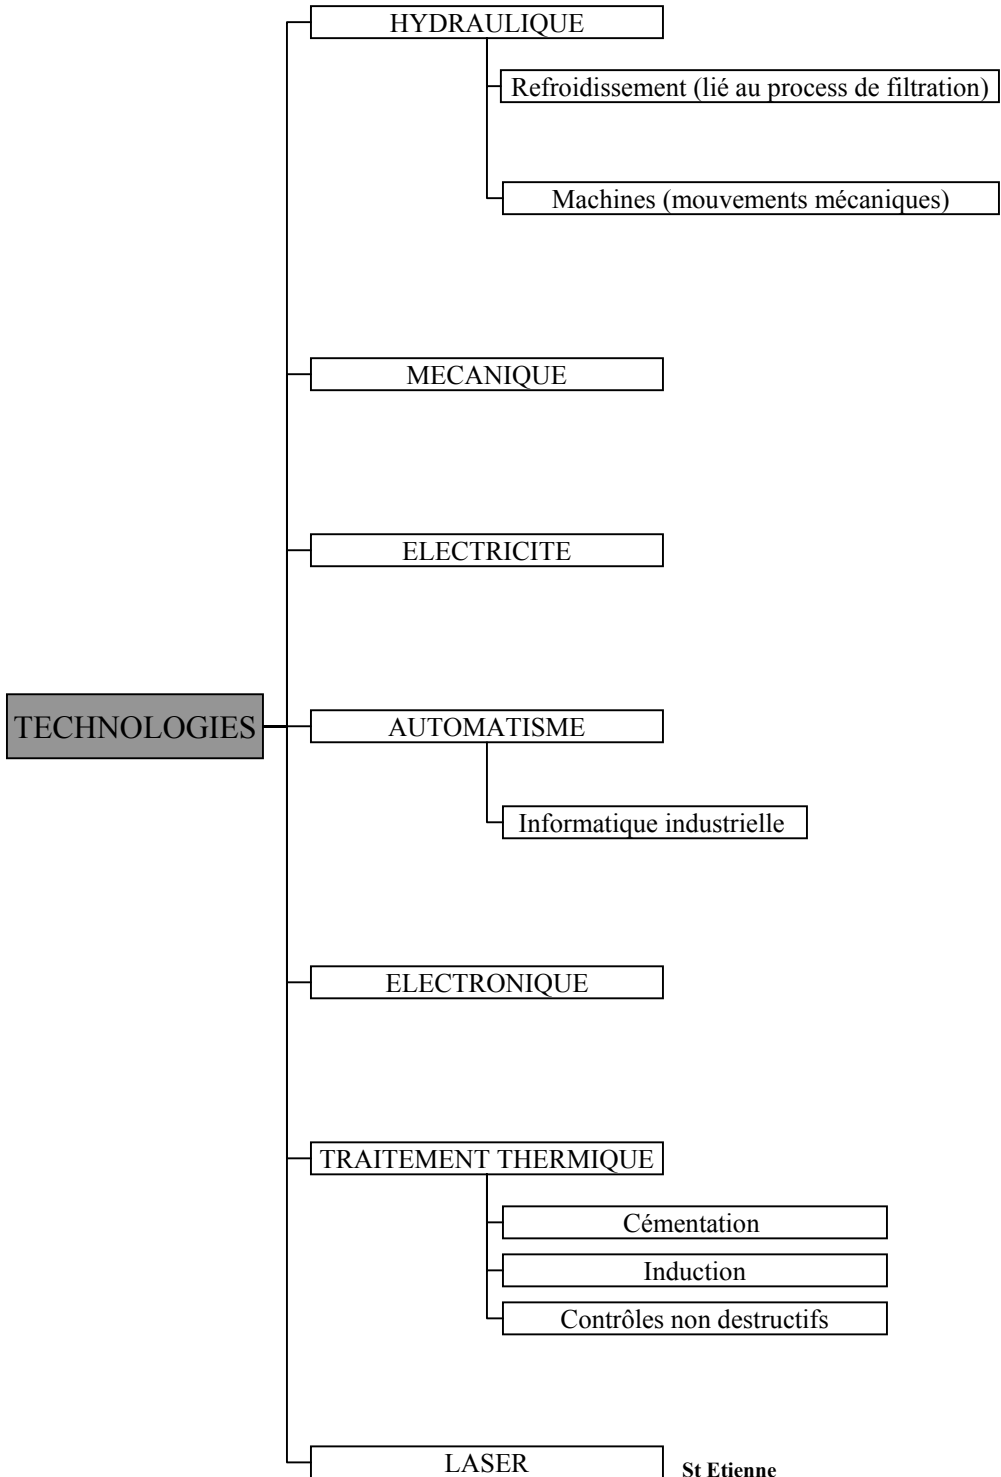 HYDRAULIQUE
Refroidissement (lié au process de filtration)
Machines (mouvements mécaniques)
MECANIQUE
ELECTRICITE
TECHNOLOGIES
AUTOMATISME
Informatique industrielle
ELECTRONIQUE
TRAITEMENT THERMIQUE
Cémentation
Induction
Contrôles non destructifs
LASER
St Etienne